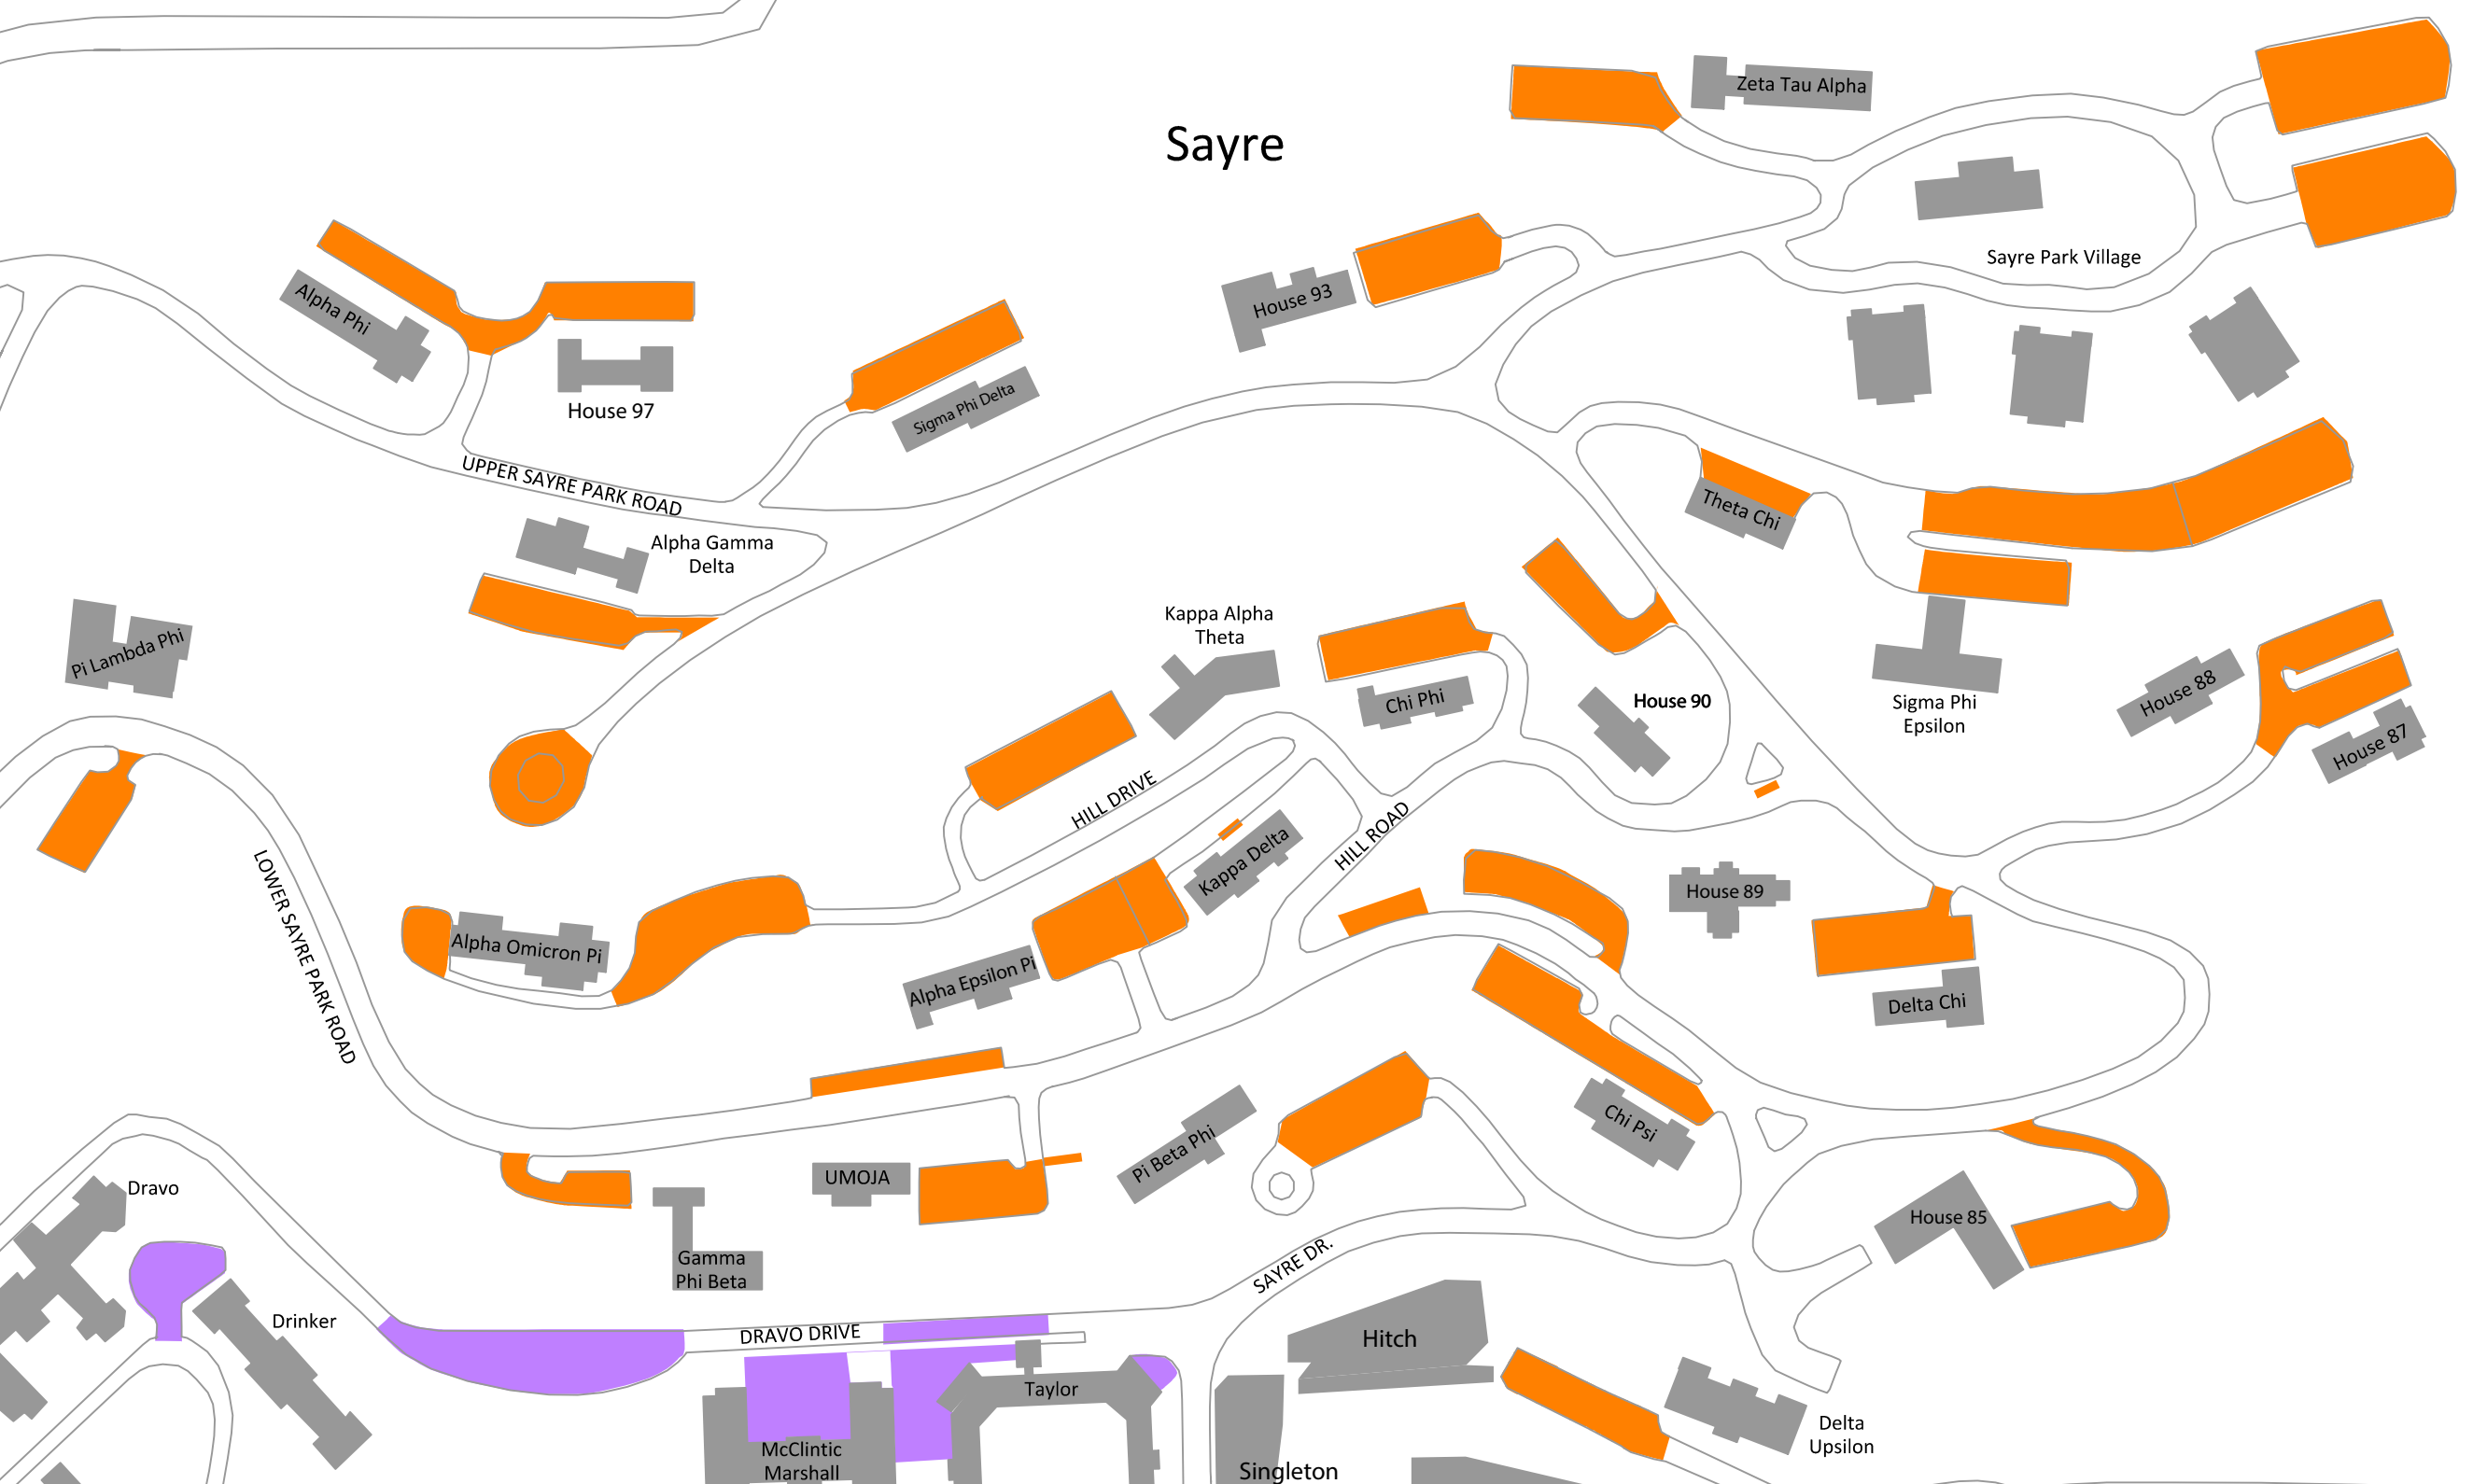 Sayre
Zeta Tau Alpha
Sayre Park Village
House 93
Alpha Phi
House 97
Sigma Phi Delta
UPPER SAYRE PARK ROAD
Theta Chi
Alpha Gamma
Delta
Kappa Alpha
Theta
Pi Lambda Phi
Chi Phi
House 90
Sigma Phi
Epsilon
House 88
House 87
HILL DRIVE
HILL ROAD
Kappa Delta
House 89
LOWER SAYRE PARK ROAD
Alpha Omicron Pi
Alpha Epsilon Pi
Delta Chi
Chi Psi
Pi Beta Phi
UMOJA
Dravo
House 85
Gamma
Phi Beta
SAYRE DR.
Drinker
DRAVO DRIVE
Hitch
Taylor
Delta
Upsilon
McClintic
Marshall
Singleton